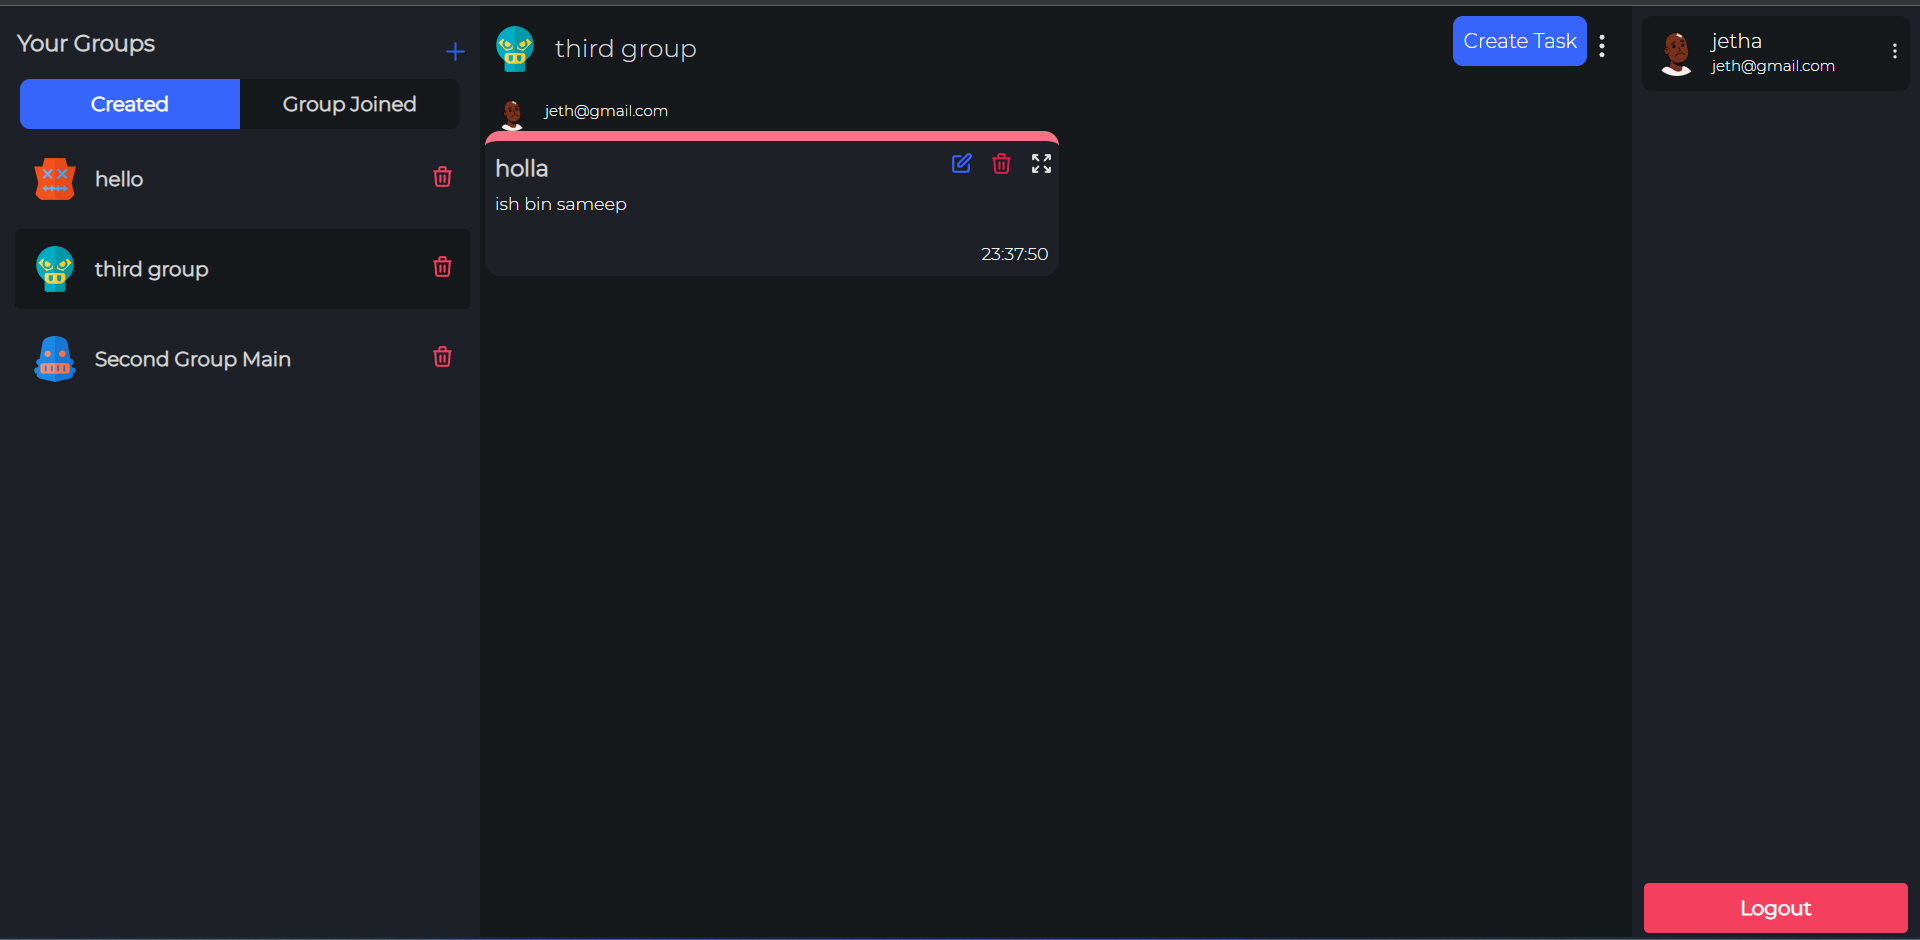 Your Groups
Created
Group Joined
hello
third group
Second Group Main
third group
Create Task
jeth@gmail.com
holla
ish bin sameep
23:37:50
jetha
jeth@gmail.com
Logout